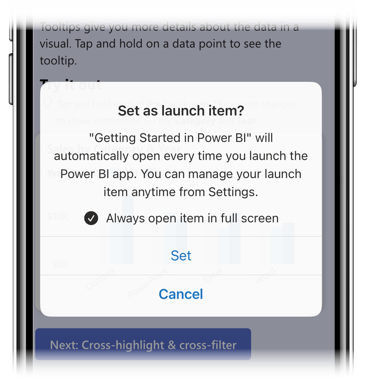 Tooltips give you more details about the data in a
visual. Tap and hold on a data point to see the
tooltip.
Try it out
Set as launch item?
"Getting Started in Power BI" will
automatically open every time you launch the
Power BI app. You can manage your launch
item anytime from Settings.
Always open item in full screen
Set
Cancel
Next: Cross-highlight & cross-filter